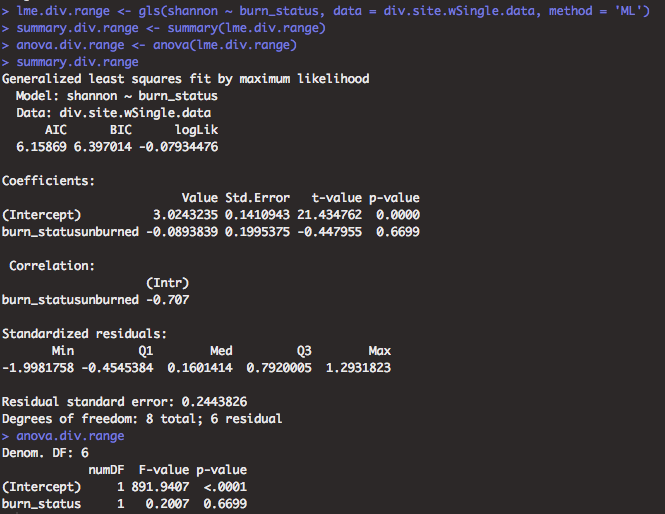 > lme.div.range <- gls(shannon ~ burn_status, data = div.site.wSingle.data, method = 'ML')
> summary.div.range <- summary(lme.div.range)
> anova.div.range <- anova(lme.div.range)
> summary.div.range
Generalized least squares fit by maximum likelihood
  Model: shannon ~ burn_status
  Data: div.site.wSingle.data
      AIC      BIC      logLik
  6.15869 6.397014 -0.07934476

Coefficients:
                        Value Std.Error   t-value p-value
(Intercept)         3.0243235 0.1410943 21.434762  0.0000
burn_statusunburned -0.0893839 0.1995375 -0.447955  0.6699

 Correlation:
                    (Intr)
burn_statusunburned -0.707

Standardized residuals:
       Min         Q1        Med         Q3        Max
-1.9981758 -0.4545384  0.1601414  0.7920005  1.2931823

Residual standard error: 0.2443826
Degrees of freedom: 8 total; 6 residual
> anova.div.range
Denom. DF: 6
            numDF  F-value p-value
(Intercept)     1 891.9407  <.0001
burn_status     1   0.2007  0.6699